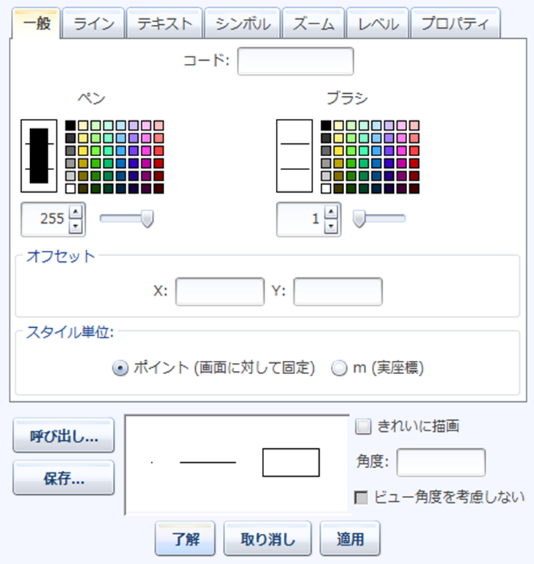 一般 ライン テキスト シンボル ズーム レベル プロパティ
コード:
ペン ブラシ
255 1
オフセット
X: Y:
スタイル単位:
ポイント (画面に対して固定) m (実座標)
呼び出し... きれいに描画
保存... 角度:
ビュー角度を考慮しない
了解 取り消し 適用